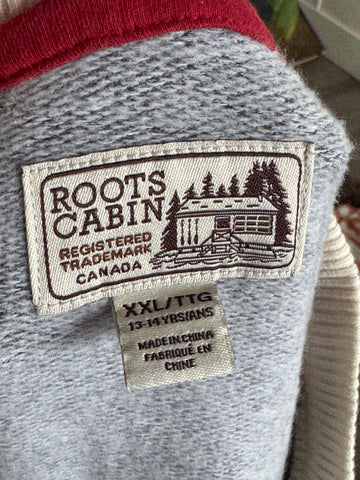 ROOTS
CABIN
REGISTERED
TRADEMARK
CANADA
XXL/TTG
13-14 YRS/ANS
MADE IN CHINA
FABRIQUÉ EN
CHINE